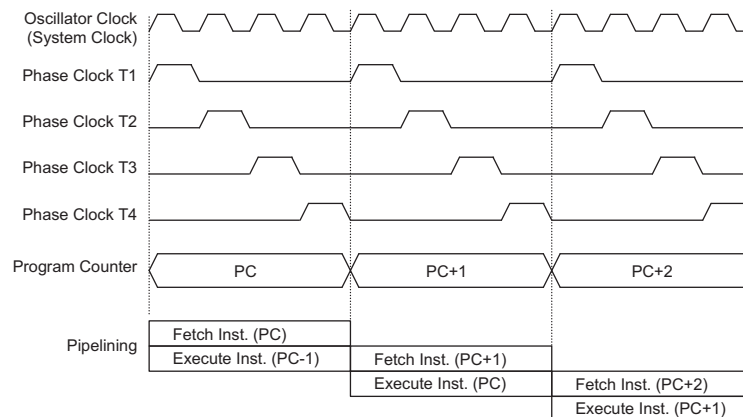 Oscillator Clock
(System Clock)
Phase Clock T1
Phase Clock T2
Phase Clock T3
Phase Clock T4
Program Counter
PC
PC+1
PC+2
Pipelining
Fetch Inst. (PC)
Execute Inst. (PC-1)
Fetch Inst. (PC+1)
Execute Inst. (PC)
Fetch Inst. (PC+2)
Execute Inst. (PC+1)